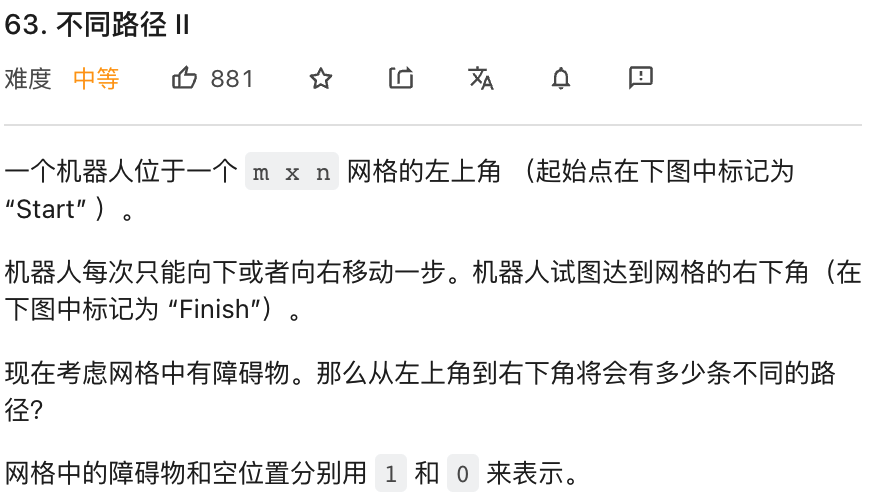 63. 不同路径 II
难度 中等 881
一个机器人位于一个 m x n 网格的左上角 （起始点在下图中标记为
“Start” ）。
机器人每次只能向下或者向右移动一步。机器人试图达到网格的右下角（在
下图中标记为 “Finish”）。
现在考虑网格中有障碍物。那么从左上角到右下角将会有多少条不同的路
径？
网格中的障碍物和空位置分别用 1 和 0 来表示。